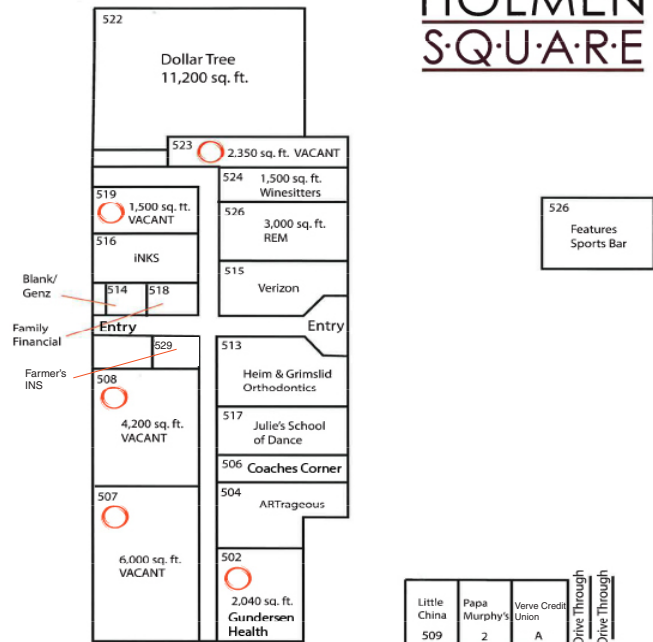 HOLMEN
S·Q·U·A·R·E
522
Dollar Tree
11,200 sq. ft.
523
2,350 sq. ft. VACANT
524
1,500 sq. ft.
Winesitters
519
1,500 sq. ft.
VACANT
526
3,000 sq. ft.
REM
526
Features
Sports Bar
516
iNKS
515
Verizon
Blank/
Genz
514
518
Family
Financial
Entry
Entry
529
Farmer's
INS
513
Heim & Grimslid
Orthodontics
508
4,200 sq. ft.
VACANT
517
Julie's School
of Dance
506 Coaches Corner
504
ARTrageous
507
6,000 sq. ft.
VACANT
502
2,040 sq. ft.
Gundersen
Health
Little
China
509
Papa
Murphy's
2
Verve Credit
Union
A
Drive Through
Drive Through